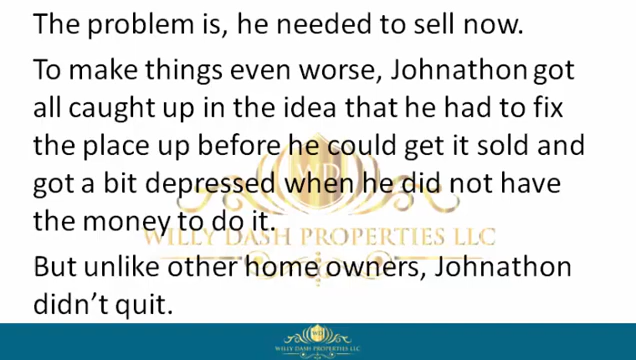 The problem is, he needed to sell now.
To make things even worse, Johnathon got
all caught up in the idea that he had to fix
the place up before he could get it sold and
got a bit depressed when he did not have
the money to do it.
WILLY DASH PROPERTIES LLC
But unlike other home owners, Johnathon
didn't quit.
WILLY DASH PROPERTIES LLC